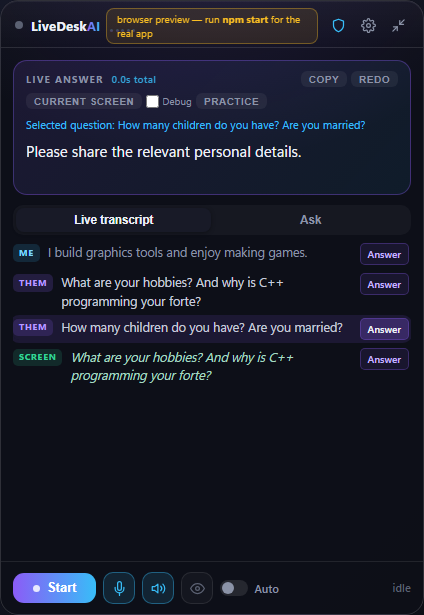 LiveDeskAI
browser preview — run npm start for the
real app
LIVE ANSWER 0.0s total COPY REDO
CURRENT SCREEN Debug PRACTICE
Selected question: How many children do you have? Are you married?
Please share the relevant personal details.
Live transcript Ask
ME I build graphics tools and enjoy making games. Answer
THEM What are your hobbies? And why is C++ Answer
programming your forte?
THEM How many children do you have? Are you married? Answer
SCREEN What are your hobbies? And why is C++ Answer
programming your forte?
Start Auto idle